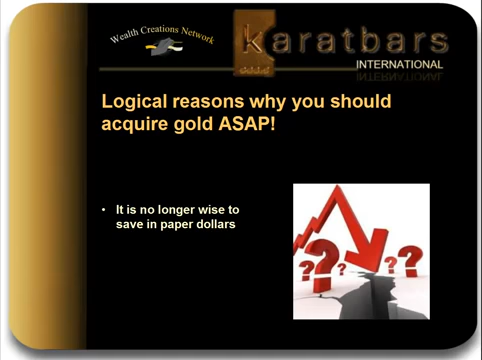 Wealth Creations Network
karatbars
INTERNATIONAL
Logical reasons why you should
acquire gold ASAP!
• It is no longer wise to
save in paper dollars
????